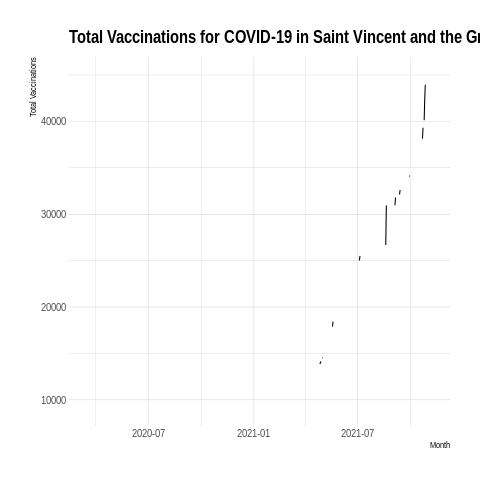 Total Vaccinations for COVID-19 in Saint Vincent and the Gr
Total Vaccinations
40000
30000
20000
10000
2020-07 2021-01 2021-07
Month